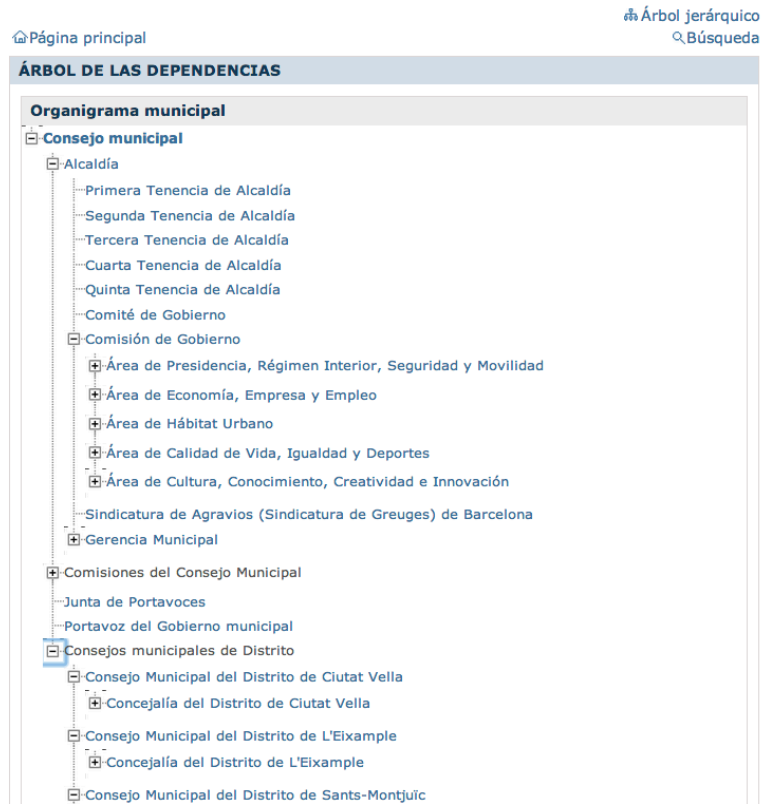 Árbol jerárquico
Página principal
Búsqueda
ÁRBOL DE LAS DEPENDENCIAS
Organigrama municipal
Consejo municipal
Alcaldía
Primera Tenencia de Alcaldía
Segunda Tenencia de Alcaldía
Tercera Tenencia de Alcaldía
Cuarta Tenencia de Alcaldía
Quinta Tenencia de Alcaldía
Comité de Gobierno
Comisión de Gobierno
Área de Presidencia, Régimen Interior, Seguridad y Movilidad
Área de Economía, Empresa y Empleo
Área de Hábitat Urbano
Área de Calidad de Vida, Igualdad y Deportes
Área de Cultura, Conocimiento, Creatividad e Innovación
Sindicatura de Agravios (Sindicatura de Greuges) de Barcelona
Gerencia Municipal
Comisiones del Consejo Municipal
Junta de Portavoces
Portavoz del Gobierno municipal
Consejos municipales de Distrito
Consejo Municipal del Distrito de Ciutat Vella
Concejalía del Distrito de Ciutat Vella
Consejo Municipal del Distrito de L'Eixample
Concejalía del Distrito de L'Eixample
Consejo Municipal del Distrito de Sants-Montjuïc